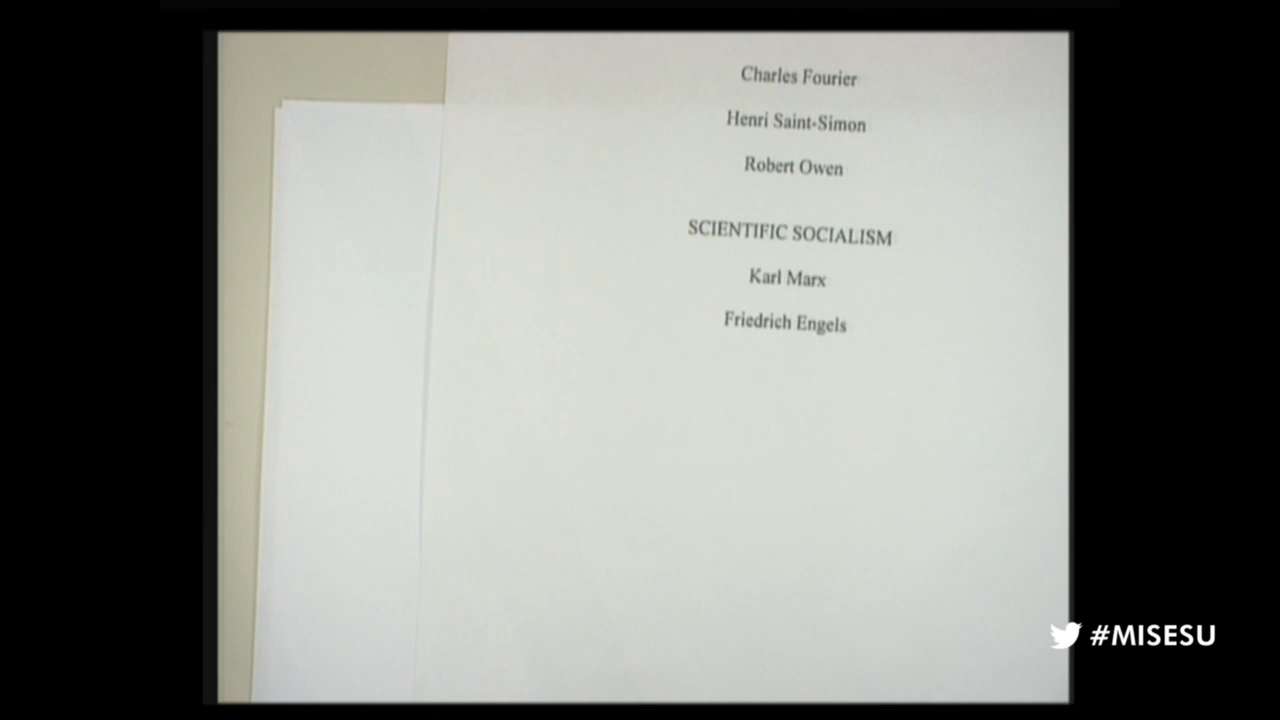 Charles Fourier
Henri Saint-Simon
Robert Owen
SCIENTIFIC SOCIALISM
Karl Marx
Friedrich Engels
#MISESU